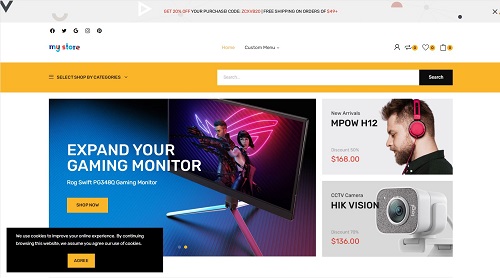 GET 20% OFF YOUR PURCHASE! CODE: ZCXVB20 | FREE SHIPPING ON ORDERS OF $49+
my store
Home
Custom Menu
0
0
0
SELECT SHOP BY CATEGORIES
Search...
Search
EXPAND YOUR
GAMING MONITOR
Rog Swift PG348Q Gaming Monitor
SHOP NOW
New Arrivals
MPOW H12
Discount 50%
$168.00
CCTV Camera
HIK VISION
Discount 70%
$136.00
logi
We use cookies to improve your online experience. By continuing
browsing this website, we assume you agree our use of cookies.
AGREE